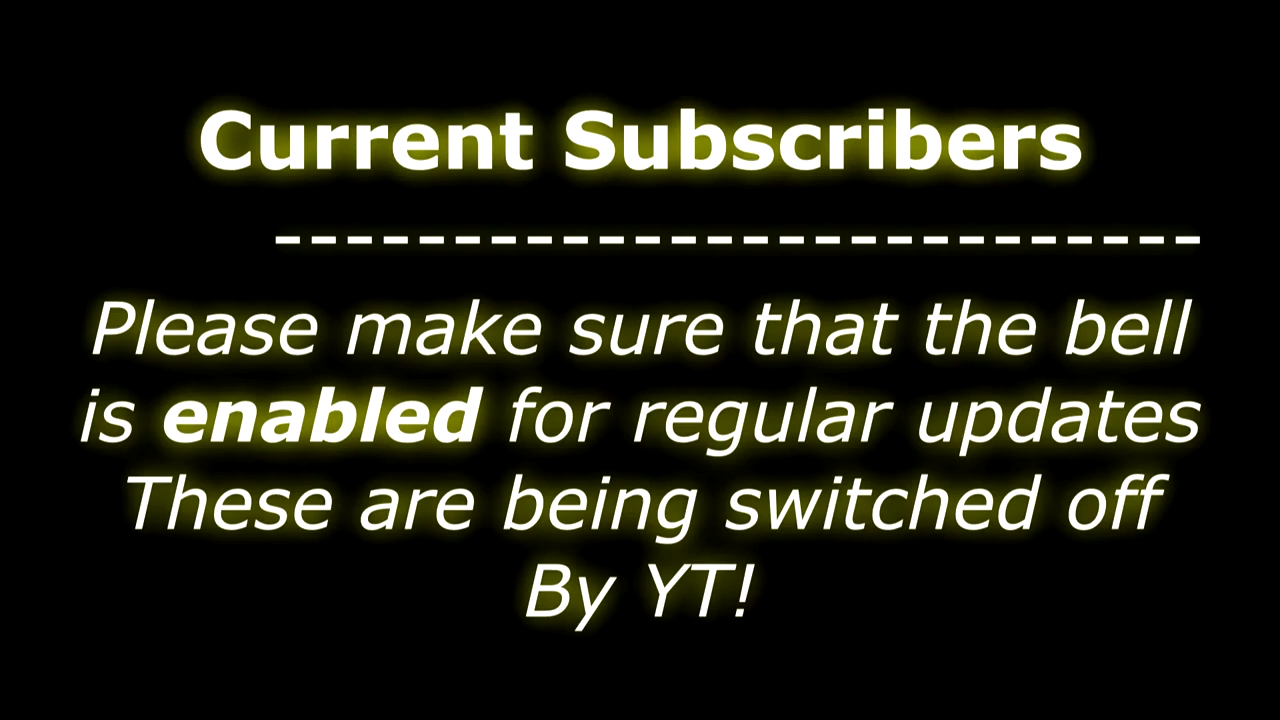 Current Subscribers
--------------------------
Please make sure that the bell
is enabled for regular updates
These are being switched off
By YT!